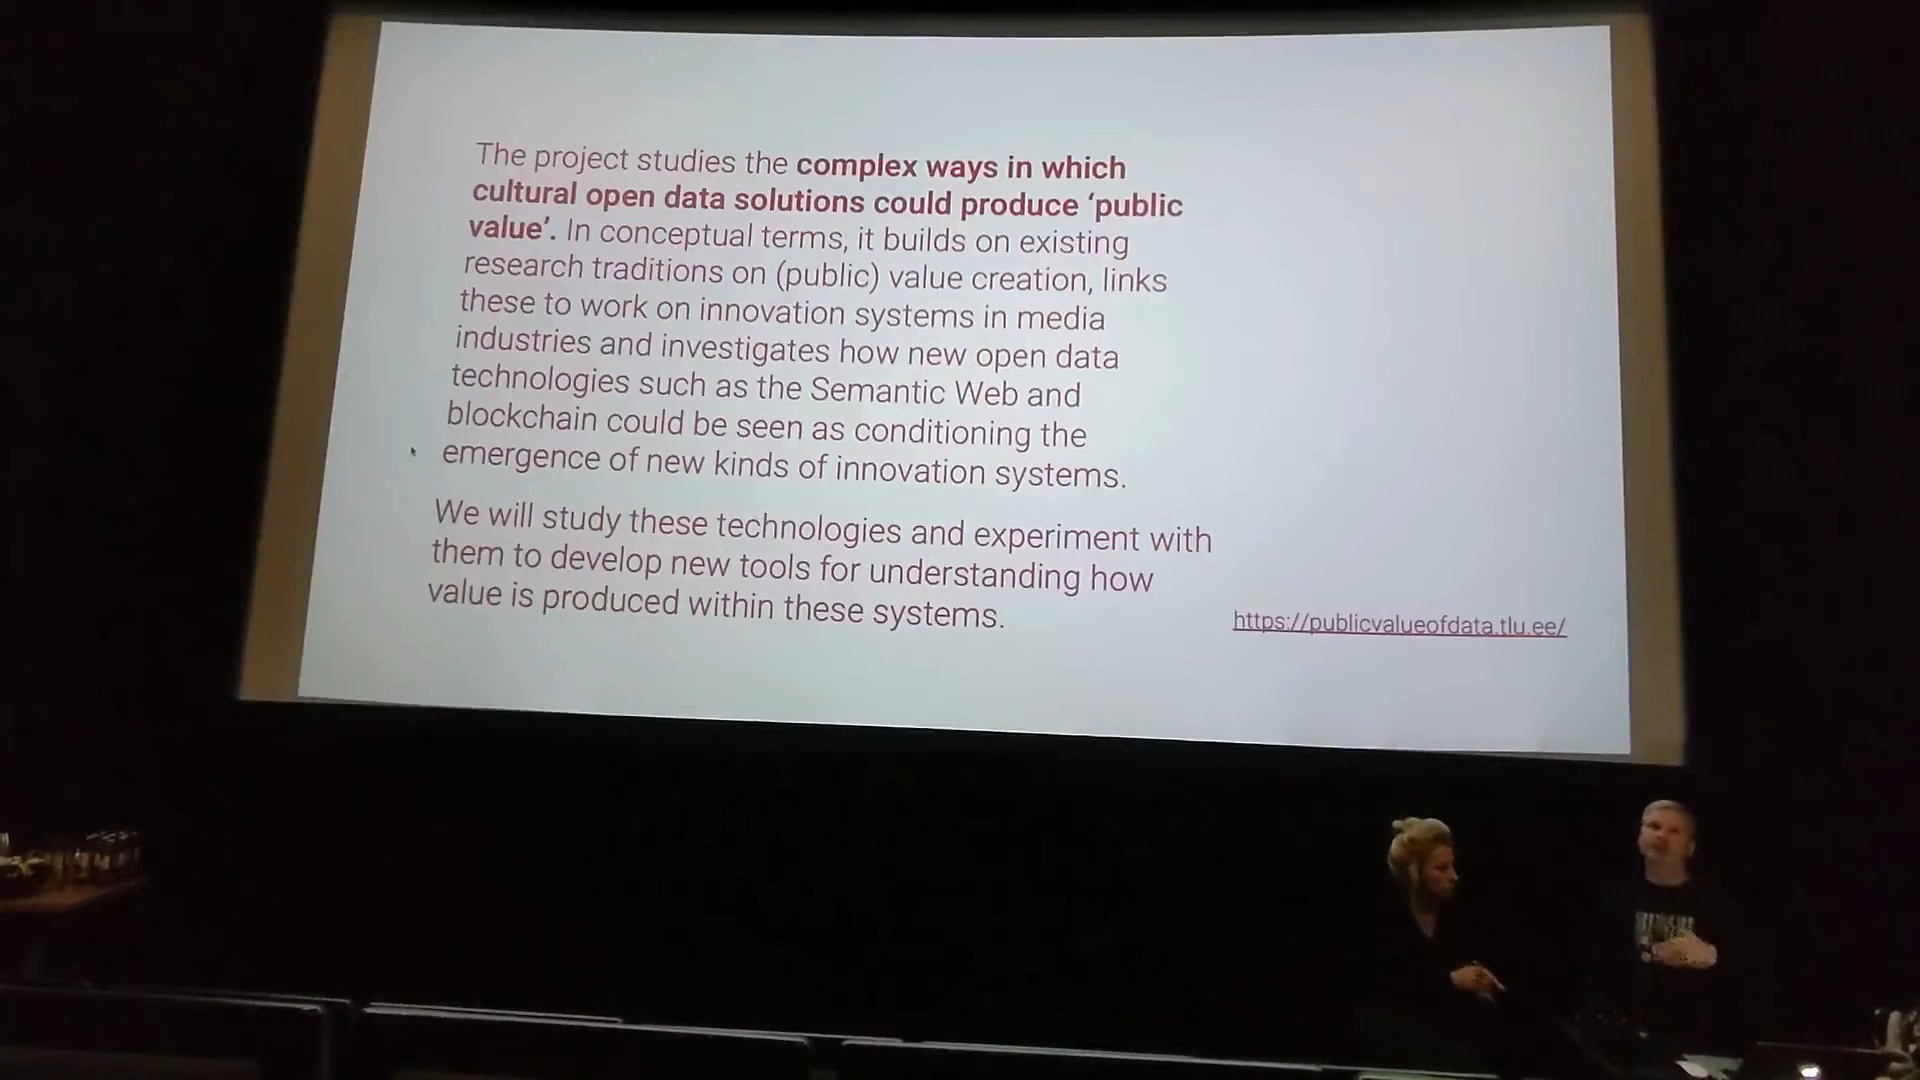 The project studies the complex ways in which
cultural open data solutions could produce ‘public
value’. In conceptual terms, it builds on existing
research traditions on (public) value creation, links
these to work on innovation systems in media
industries and investigates how new open data
technologies such as the Semantic Web and
blockchain could be seen as conditioning the
emergence of new kinds of innovation systems.
We will study these technologies and experiment with
them to develop new tools for understanding how
value is produced within these systems.
https://publicvalueofdata.tlu.ee/